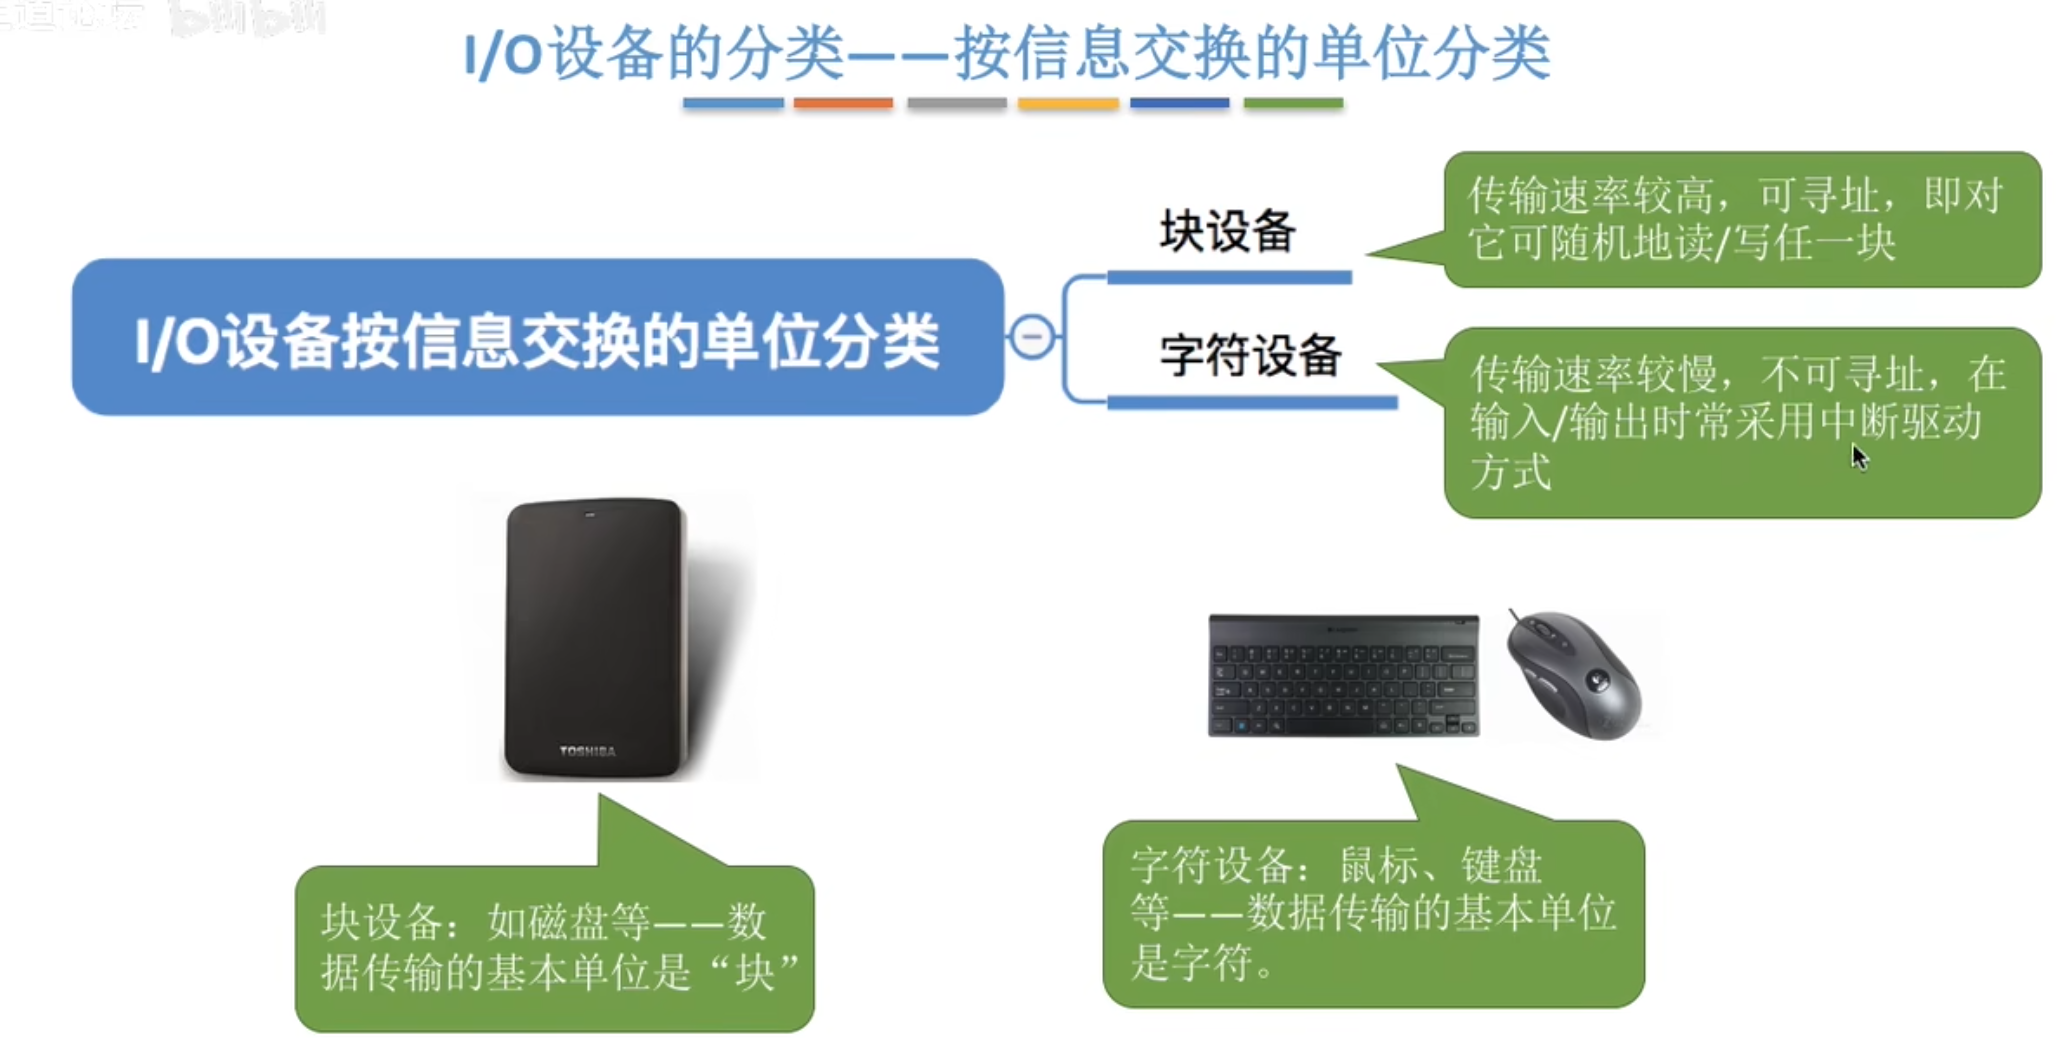 bilibili
I/O设备的分类——按信息交换的单位分类
块设备
传输速率较高，可寻址，即对
它可随机地读/写任一块
I/O设备按信息交换的单位分类
字符设备
传输速率较慢，不可寻址，在
输入/输出时常采用中断驱动
方式
TOSHIBA
块设备：如磁盘等——数
据传输的基本单位是“块”
字符设备：鼠标、键盘
等——数据传输的基本单位
是字符。